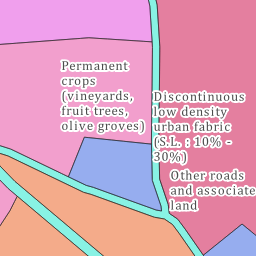 Permanent
crops
(vineyards,
fruit trees,
olive groves)
Discontinuous
low density
urban fabric
(S.L. : 10% -
30%)
Other roads
and associate
land